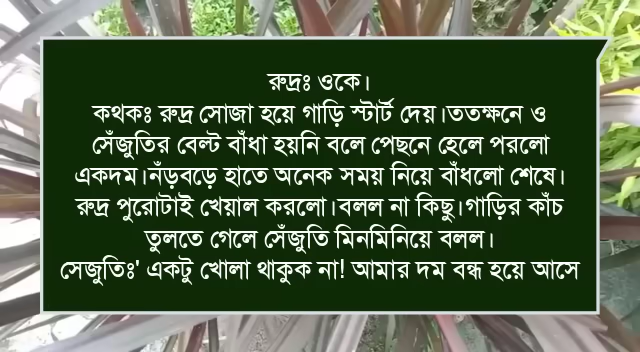 রুদ্রঃ ওকে।
কথকঃ রুদ্র সোজা হয়ে গাড়ি স্টার্ট দেয়।ততক্ষনে ও
সেঁজুতির বেল্ট বাঁধা হয়নি বলে পেছনে হেলে পরলো
একদম।নঁড়বড়ে হাতে অনেক সময় নিয়ে বাঁধলো শেষে।
রুদ্র পুরোটাই খেয়াল করলো।বলল না কিছু।গাড়ির কাঁচ
তুলতে গেলে সেঁজুতি মিনমিনিয়ে বলল।
সেজুতিঃ' একটু খোলা থাকুক না! আমার দম বন্ধ হয়ে আসে